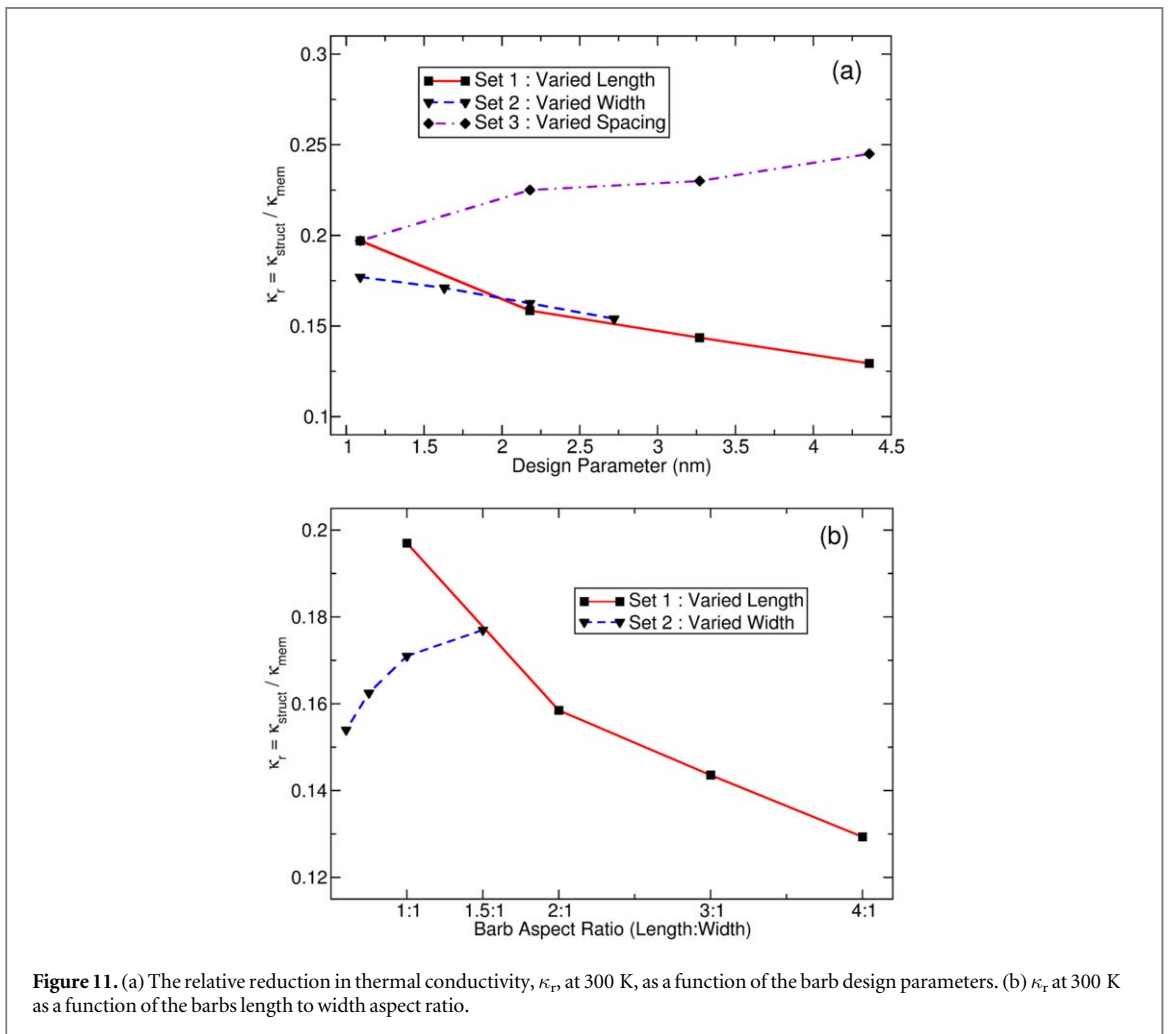 0.3
(a)
Set 1 : Varied Length
Set 2 : Varied Width
Set 3 : Varied Spacing
0.25
0.2
0.15
0.1
κr = κstruct / κmem
1 1.5 2 2.5 3 3.5 4 4.5
Design Parameter (nm)
0.2
(b)
Set 1 : Varied Length
Set 2 : Varied Width
0.18
0.16
0.14
0.12
κr = κstruct / κmem
1:1 1.5:1 2:1 3:1 4:1
Barb Aspect Ratio (Length:Width)
Figure 11. (a) The relative reduction in thermal conductivity, κr, at 300 K, as a function of the barb design parameters. (b) κr at 300 K
as a function of the barbs length to width aspect ratio.